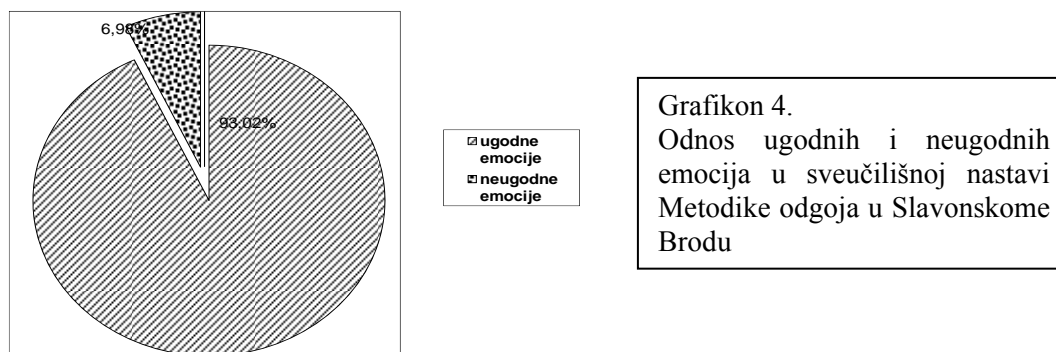 6,98%
93,02%
ugodne
emocije
neugodne
emocije
Grafikon 4.
Odnos ugodnih i neugodnih
emocija u sveučilišnoj nastavi
Metodike odgoja u Slavonskome
Brodu